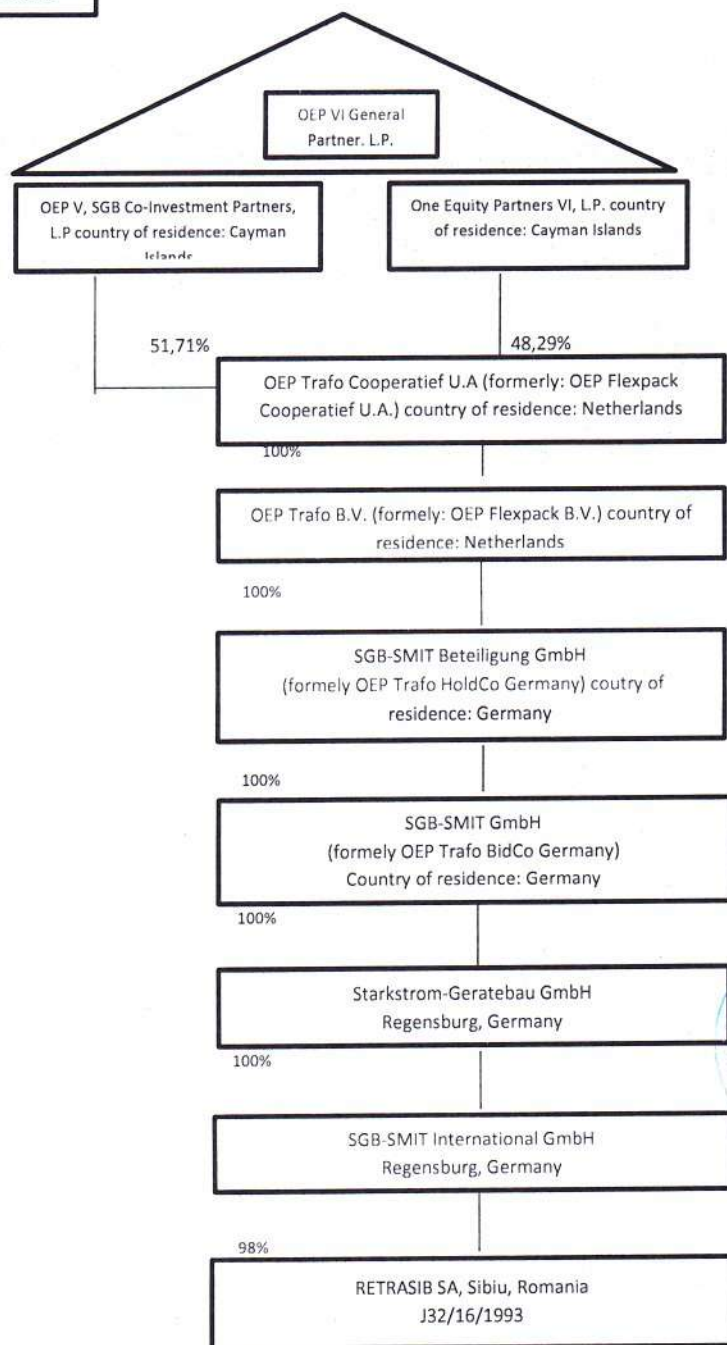 OEP VI General
Partner. L.P.
OEP V, SGB Co-Investment Partners,
L.P country of residence: Cayman
Islands
One Equity Partners VI, L.P. country
of residence: Cayman Islands
51,71%
48,29%
OEP Trafo Cooperatief U.A (formerly: OEP Flexpack
Cooperatief U.A.) country of residence: Netherlands
100%
OEP Trafo B.V. (formely: OEP Flexpack B.V.) country of
residence: Netherlands
100%
SGB-SMIT Beteiligung GmbH
(formely OEP Trafo HoldCo Germany) coutry of
residence: Germany
100%
SGB-SMIT GmbH
(formely OEP Trafo BidCo Germany)
Country of residence: Germany
100%
Starkstrom-Geratebau GmbH
Regensburg, Germany
100%
SGB-SMIT International GmbH
Regensburg, Germany
98%
RETRASIB SA, Sibiu, Romania
J32/16/1993